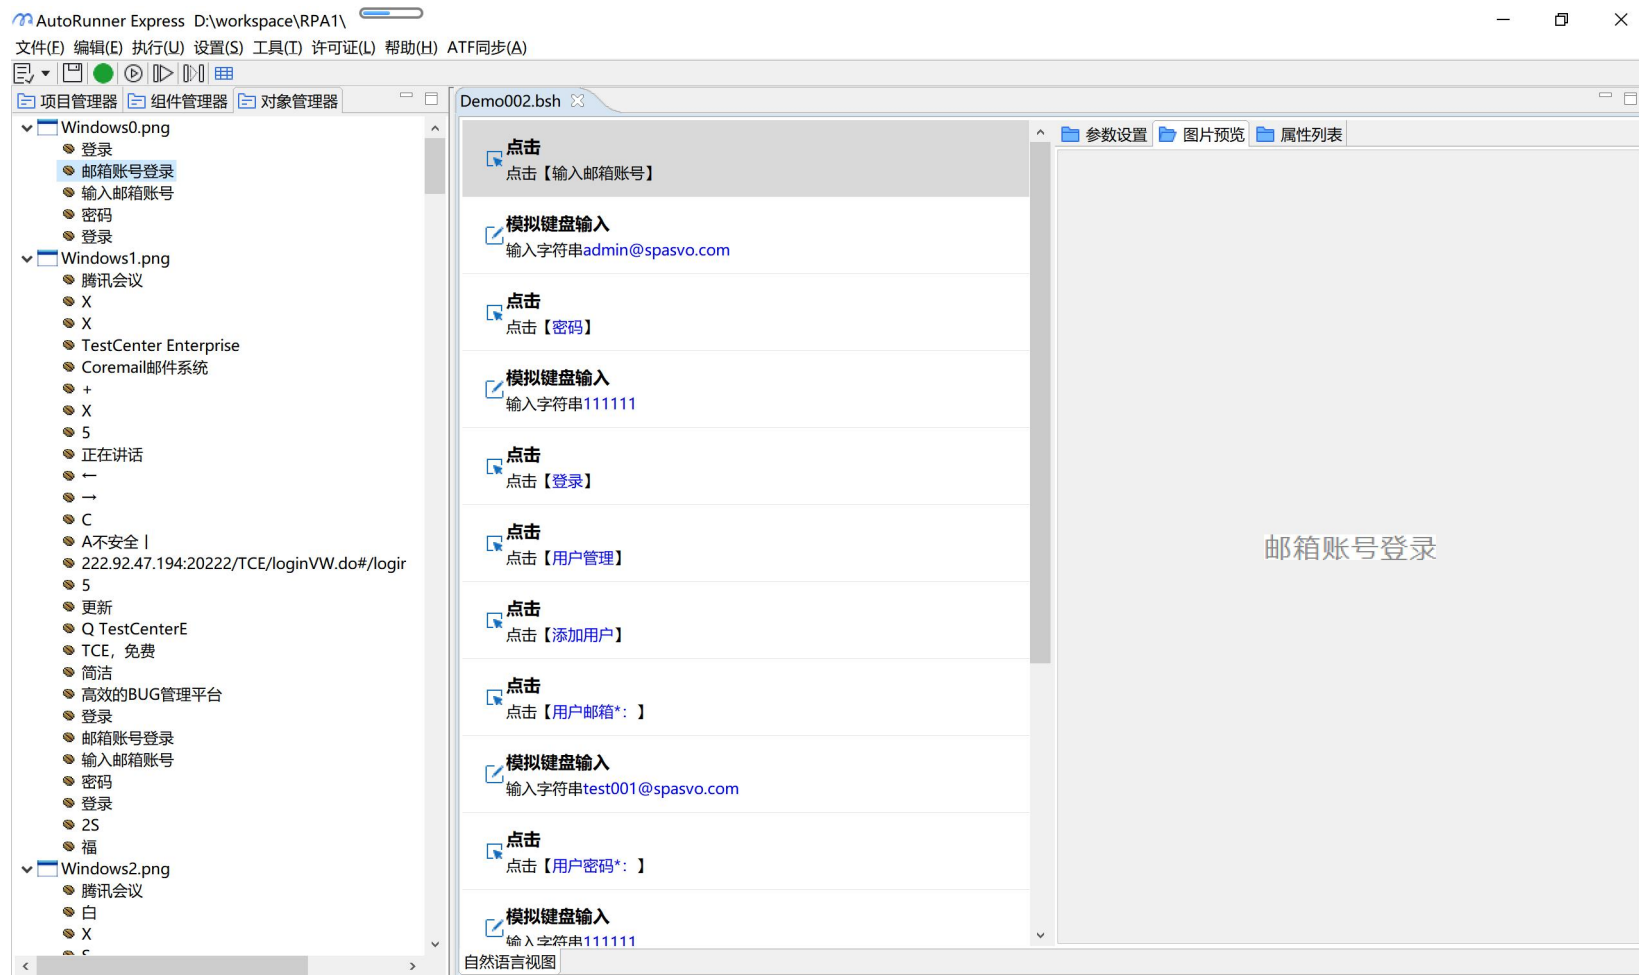 AutoRunner Express D:\workspace\RPA1\
文件(F) 编辑(E) 执行(U) 设置(S) 工具(T) 许可证(L) 帮助(H) ATF同步(A)
项目管理器 组件管理器 对象管理器
Windows0.png
登录
邮箱账号登录
输入邮箱账号
密码
登录
Windows1.png
腾讯会议
X
X
TestCenter Enterprise
Coremail邮件系统
+
X
5
正在讲话
←
→
C
A不安全丨
222.92.47.194:20222/TCE/loginVW.do#/logir
5
更新
Q TestCenterE
TCE，免费
简洁
高效的BUG管理平台
登录
邮箱账号登录
输入邮箱账号
密码
登录
2S
福
Windows2.png
腾讯会议
白
X
Demo002.bsh
点击
点击【输入邮箱账号】
模拟键盘输入
输入字符串admin@spasvo.com
点击
点击【密码】
模拟键盘输入
输入字符串111111
点击
点击【登录】
点击
点击【用户管理】
点击
点击【添加用户】
点击
点击【用户邮箱*：】
模拟键盘输入
输入字符串test001@spasvo.com
点击
点击【用户密码*：】
模拟键盘输入
输入字符串111111
自然语言视图
参数设置 图片预览 属性列表
邮箱账号登录